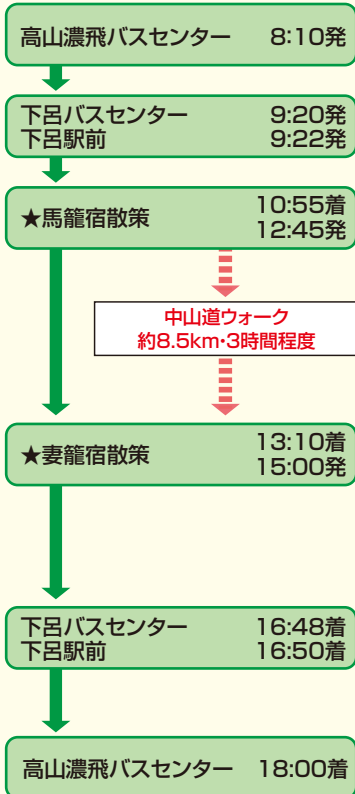 高山濃飛バスセンター 8:10発
下呂バスセンター 9:20発
下呂駅前 9:22発
★馬籠宿散策 10:55着
12:45発
中山道ウォーク
約8.5km・3時間程度
★妻籠宿散策 13:10着
15:00発
下呂バスセンター 16:48着
下呂駅前 16:50着
高山濃飛バスセンター 18:00着